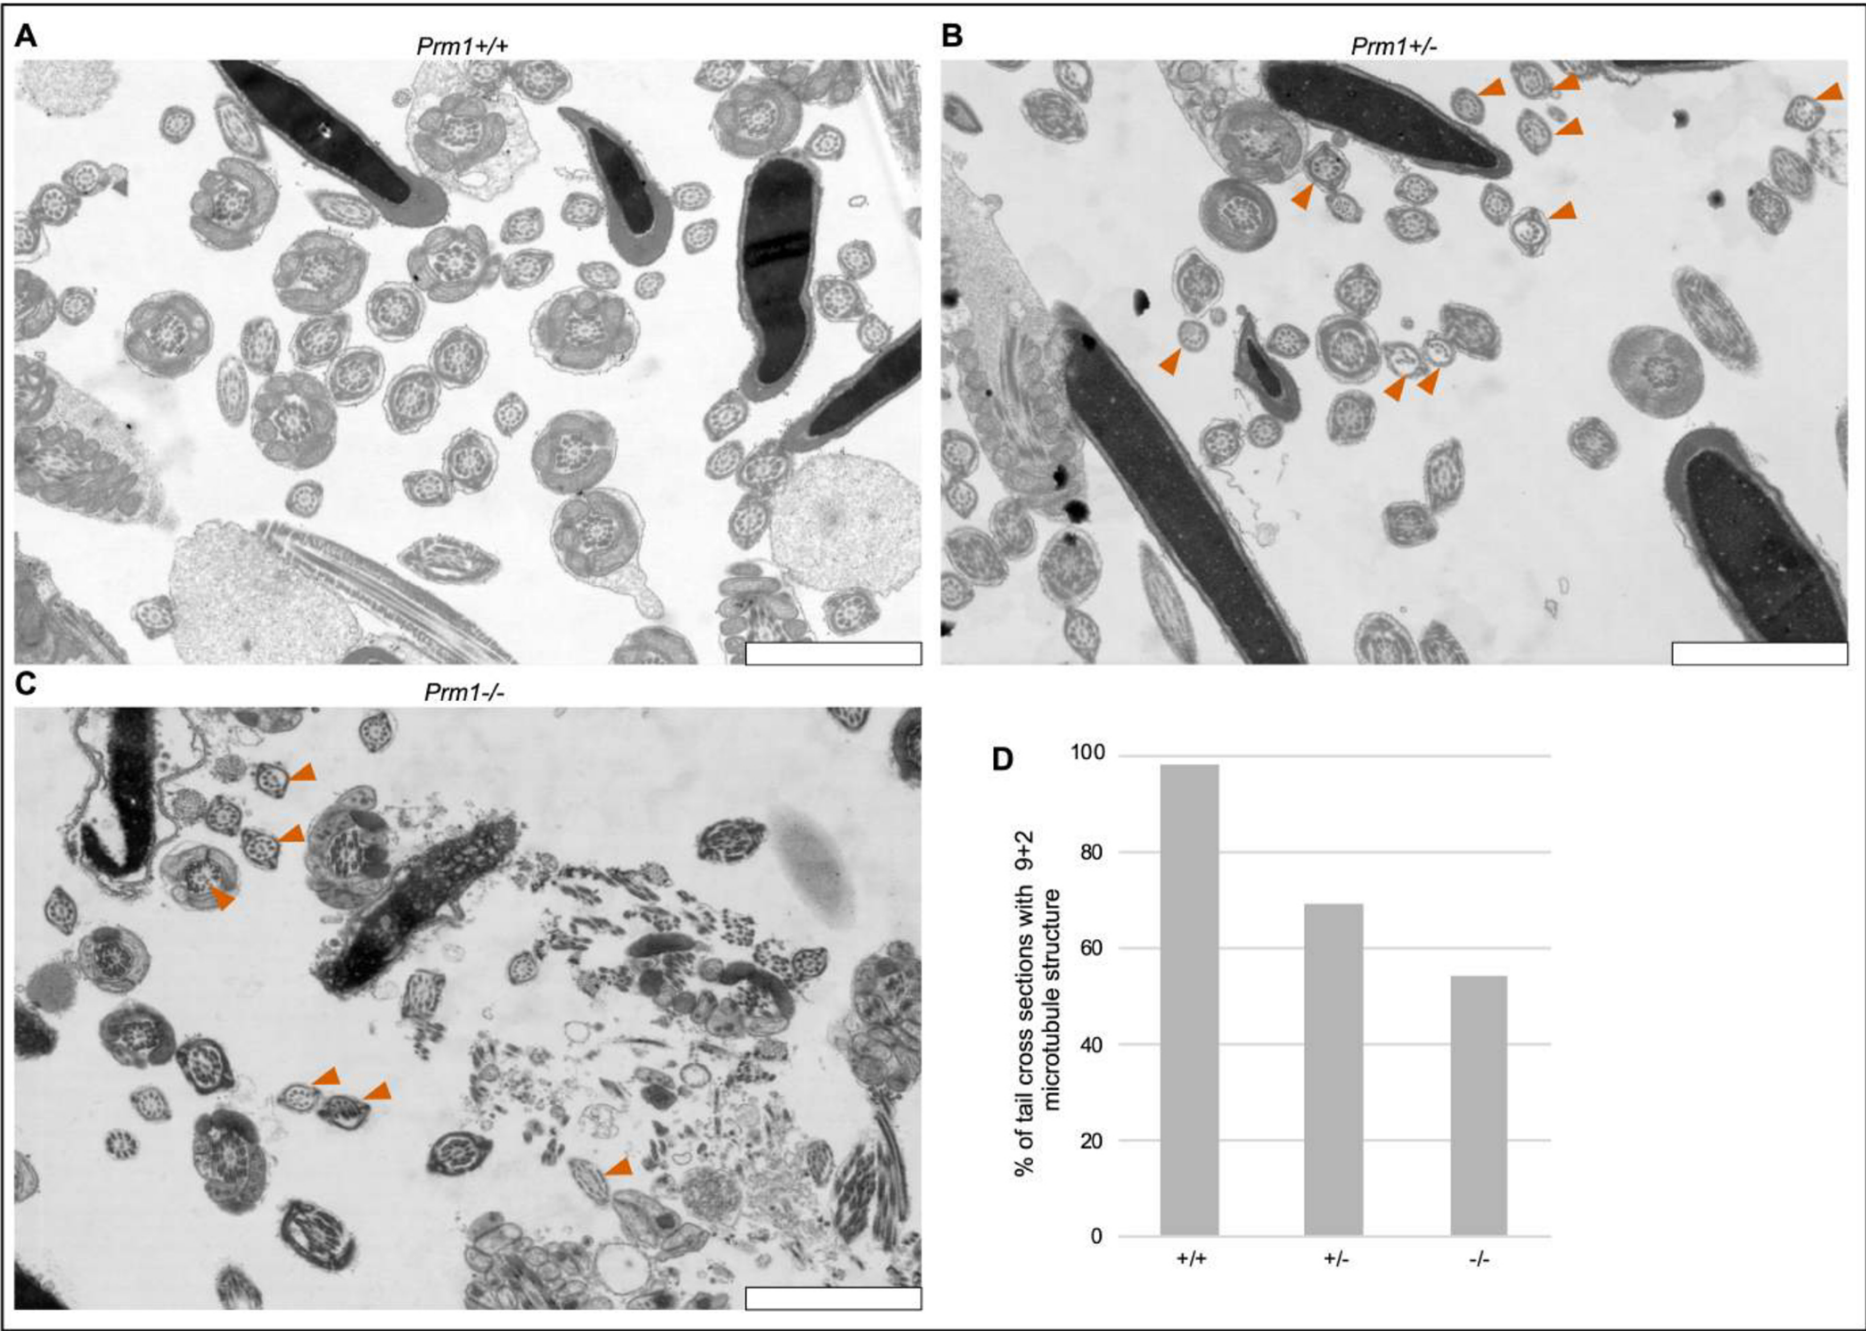 A
Prm1+/+
B
Prm1+/-
C
Prm1-/-
D
% of tail cross sections with 9+2
microtubule structure
100
80
60
40
20
0
+/+
+/-
-/-